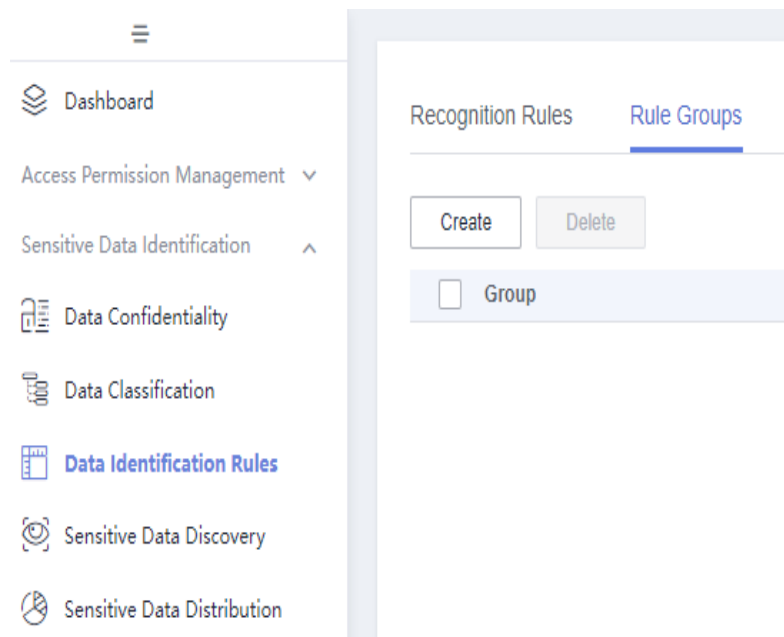 Dashboard
Access Permission Management
Sensitive Data Identification
Data Confidentiality
Data Classification
Data Identification Rules
Sensitive Data Discovery
Sensitive Data Distribution
Recognition Rules
Rule Groups
Create
Delete
Group